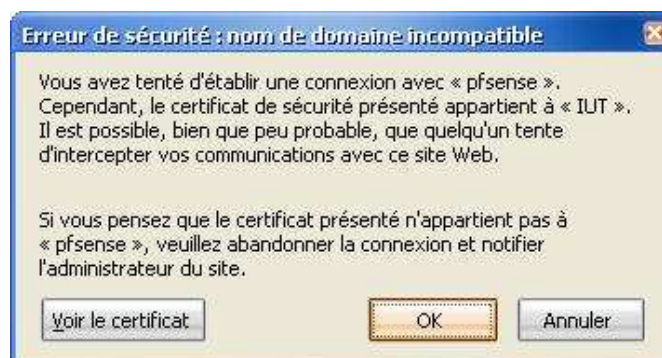 Erreur de sécurité : nom de domaine incompatible
Vous avez tenté d'établir une connexion avec « pfsense ».
Cependant, le certificat de sécurité présenté appartient à « IUT ».
Il est possible, bien que peu probable, que quelqu'un tente
d'intercepter vos communications avec ce site Web.
Si vous pensez que le certificat présenté n'appartient pas à
« pfsense », veuillez abandonner la connexion et notifier
l'administrateur du site.
Voir le certificat OK Annuler